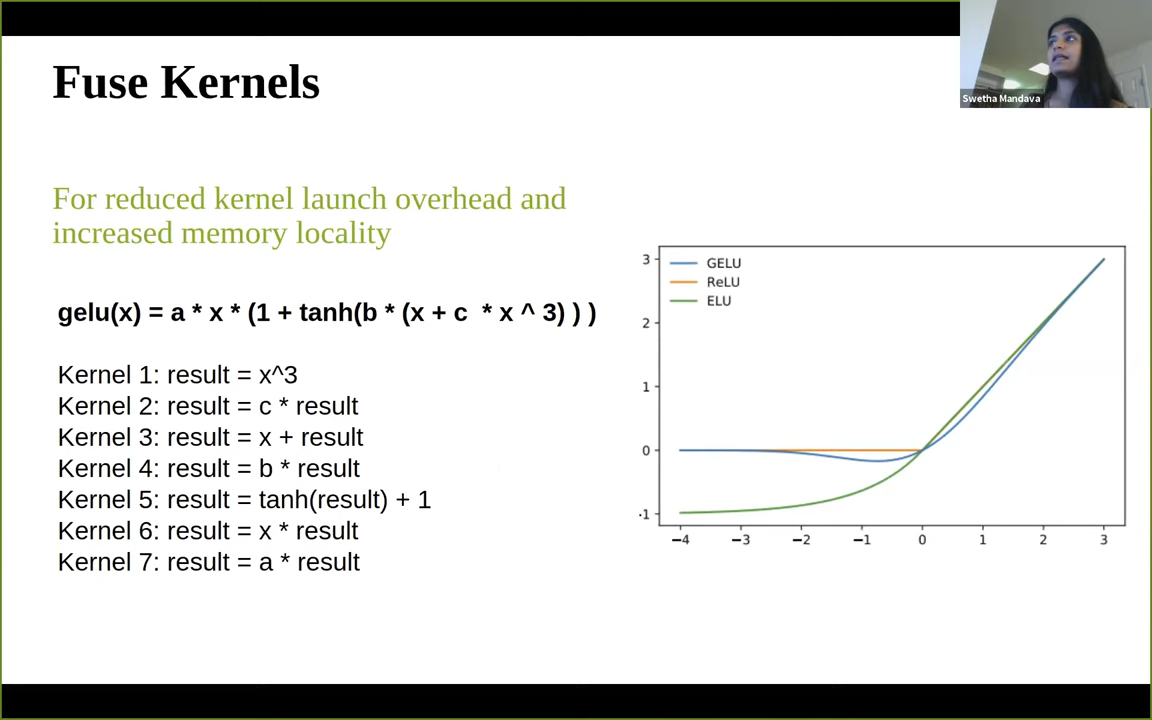 Fuse Kernels
Swetha Mandava
For reduced kernel launch overhead and
increased memory locality
gelu(x) = a * x * (1 + tanh(b * (x + c  * x ^ 3) ) )
Kernel 1: result = x^3
Kernel 2: result = c * result
Kernel 3: result = x + result
Kernel 4: result = b * result
Kernel 5: result = tanh(result) + 1
Kernel 6: result = x * result
Kernel 7: result = a * result
GELU
ReLU
ELU
3
2
1
0
-1
−4 −3 −2 −1 0 1 2 3